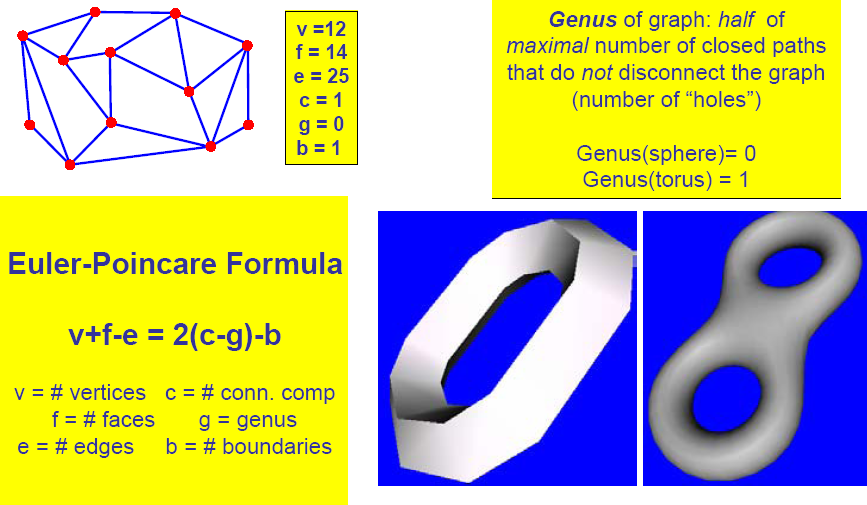 v =12
f = 14
e = 25
c = 1
g = 0
b = 1
Genus of graph: half of
maximal number of closed paths
that do not disconnect the graph
(number of “holes”)
Genus(sphere)= 0
Genus(torus) = 1
Euler-Poincare Formula
v+f-e = 2(c-g)-b
v = # vertices c = # conn. comp
f = # faces g = genus
e = # edges b = # boundaries